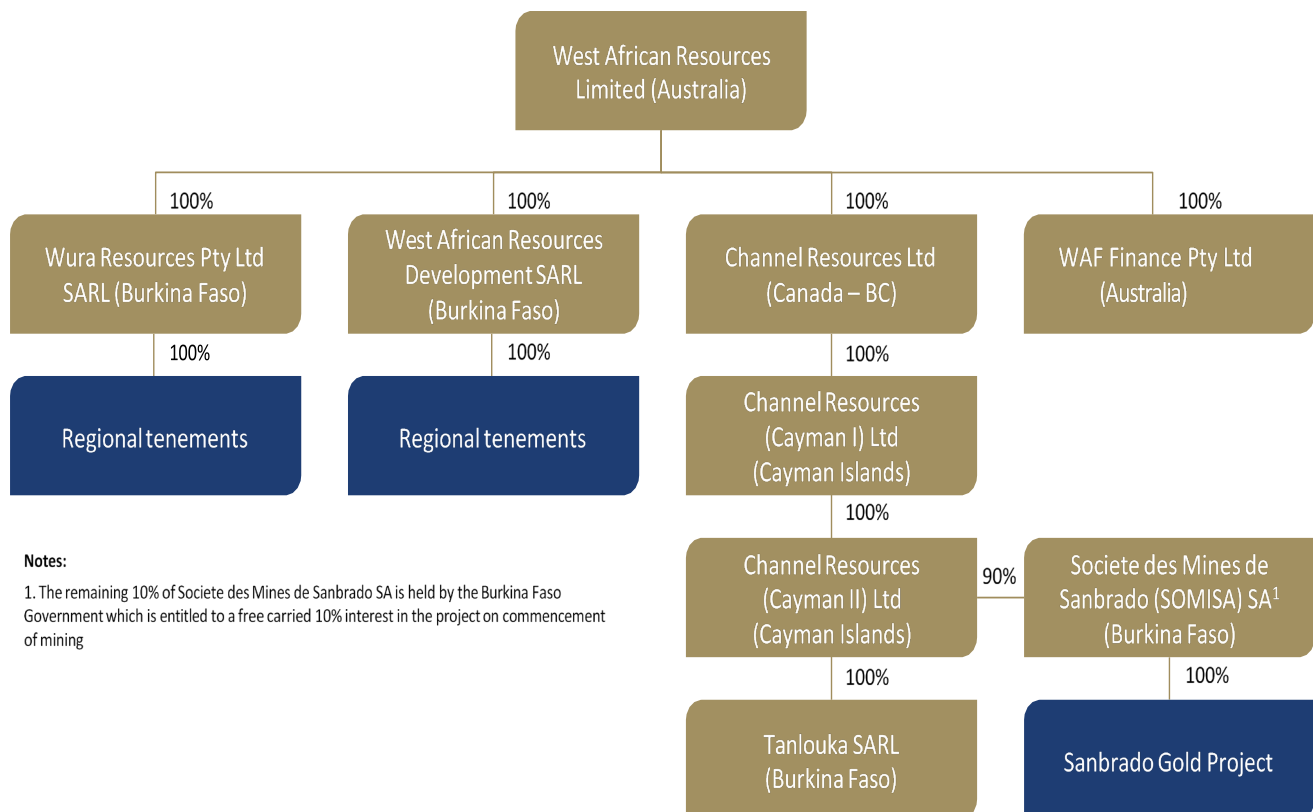 West African Resources
Limited (Australia)
100%
100%
100%
100%
Wura Resources Pty Ltd
SARL (Burkina Faso)
West African Resources
Development SARL
(Burkina Faso)
Channel Resources Ltd
(Canada – BC)
WAF Finance Pty Ltd
(Australia)
100%
100%
100%
Regional tenements
Regional tenements
Channel Resources
(Cayman I) Ltd
(Cayman Islands)
100%
Notes:
1. The remaining 10% of Societe des Mines de Sanbrado SA is held by the Burkina Faso
Government which is entitled to a free carried 10% interest in the project on commencement
of mining
Channel Resources
(Cayman II) Ltd
(Cayman Islands)
90%
Societe des Mines de
Sanbrado (SOMISA) SA¹
(Burkina Faso)
100%
100%
Tanlouka SARL
(Burkina Faso)
Sanbrado Gold Project